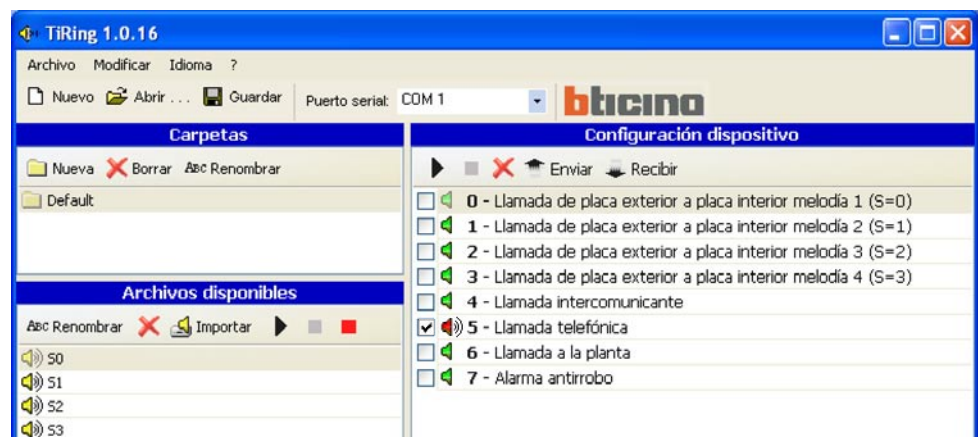 TiRing 1.0.16
Archivo Modificar Idioma ?
Nuevo Abrir ... Guardar Puerto serial: COM 1 bticino
Carpetas
Nueva Borrar ABC Renombrar
Default
Archivos disponibles
ABC Renombrar Importar
S0
S1
S2
S3
Configuración dispositivo
Enviar Recibir
0 - Llamada de placa exterior a placa interior melodía 1 (S=0)
1 - Llamada de placa exterior a placa interior melodía 2 (S=1)
2 - Llamada de placa exterior a placa interior melodía 3 (S=2)
3 - Llamada de placa exterior a placa interior melodía 4 (S=3)
4 - Llamada intercomunicante
5 - Llamada telefónica
6 - Llamada a la planta
7 - Alarma antirrobo